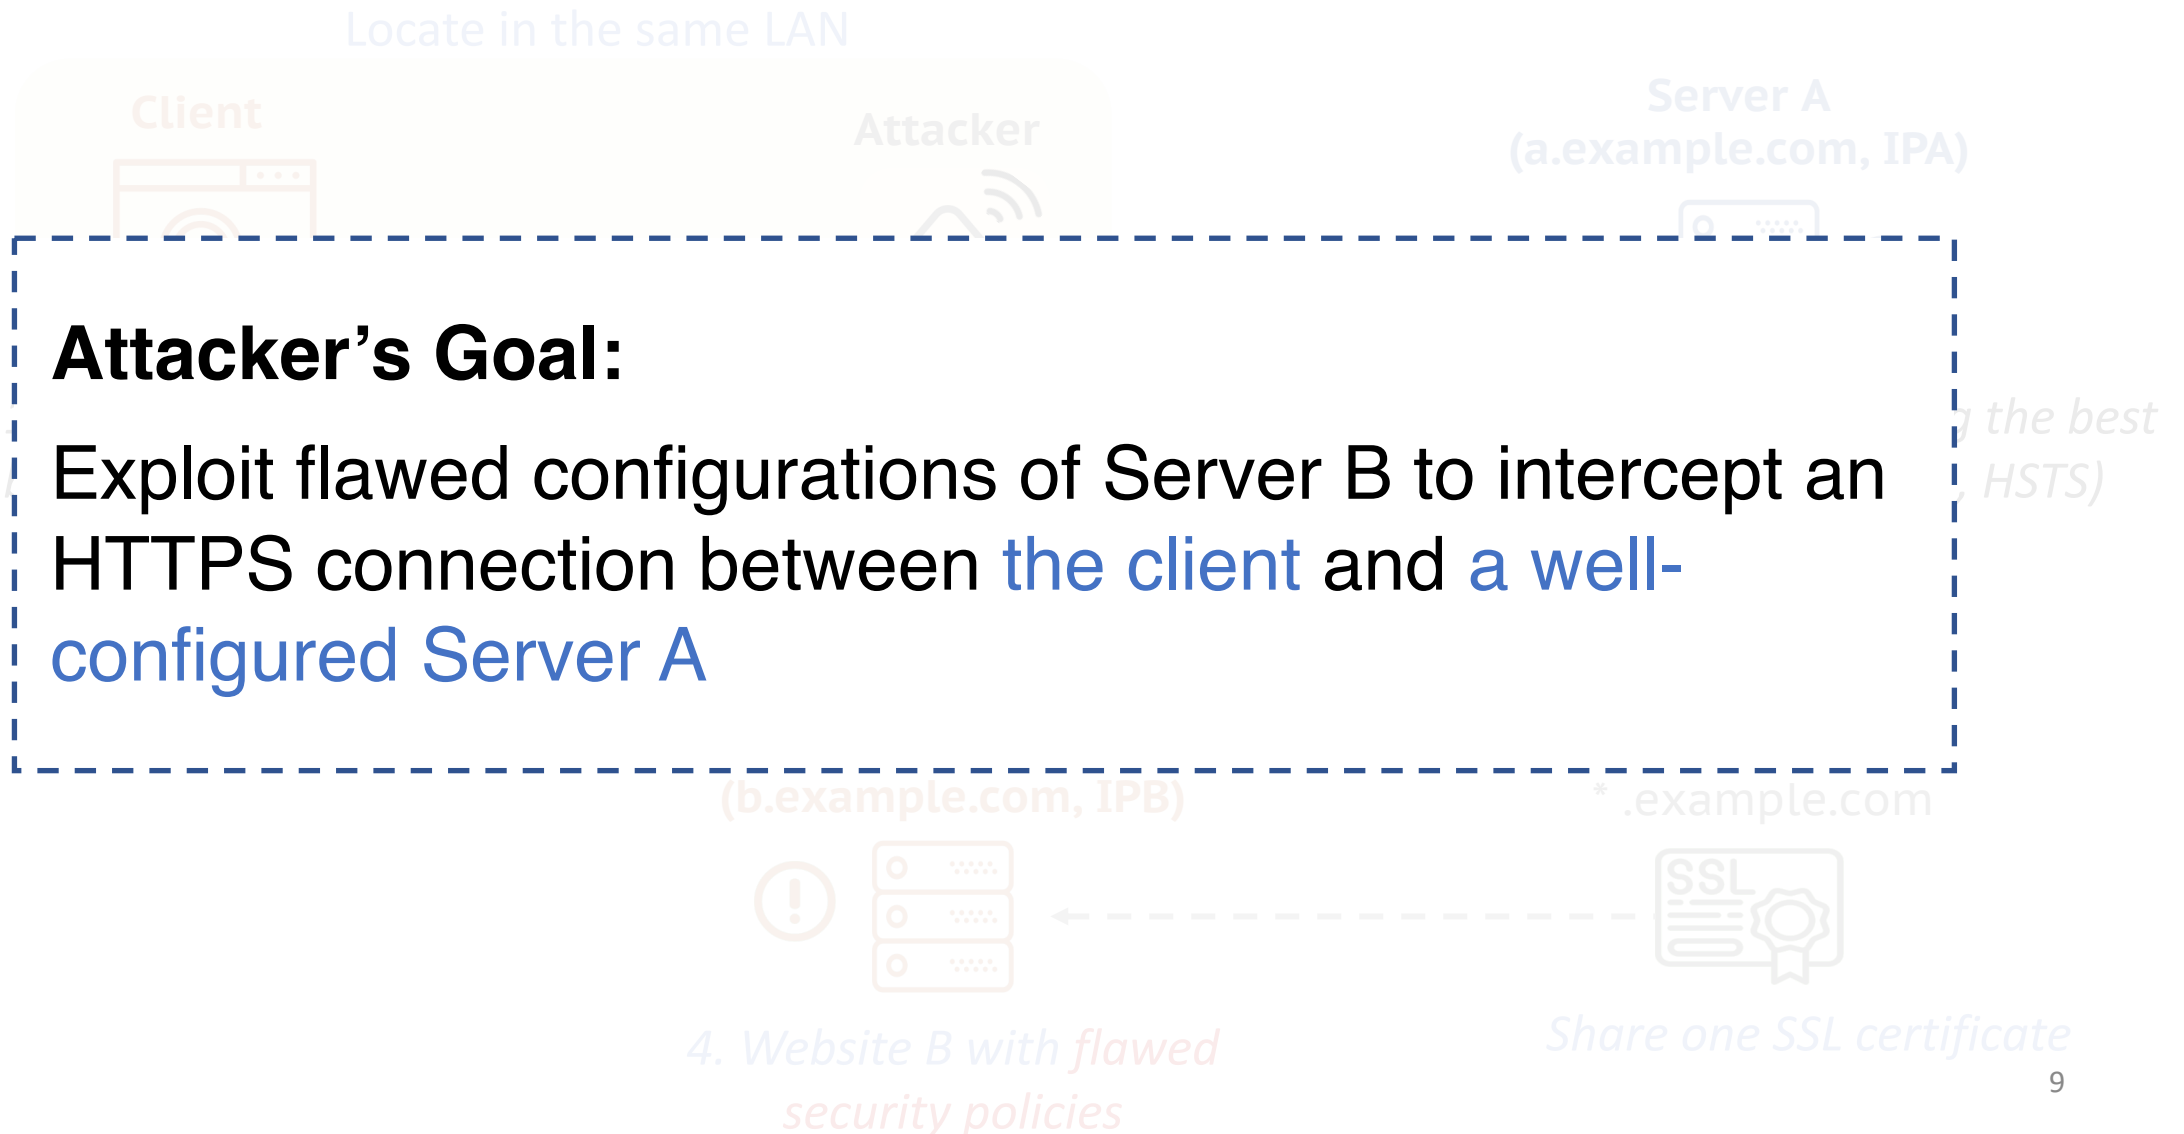 Locate in the same LAN
Client
Attacker
Server A
(a.example.com, IPA)
Attacker’s Goal:
Exploit flawed configurations of Server B to intercept an
HTTPS connection between the client and a well-
configured Server A
the best
, HSTS)
(b.example.com, IPB)
* .example.com
SSL
4. Website B with flawed
security policies
Share one SSL certificate
9